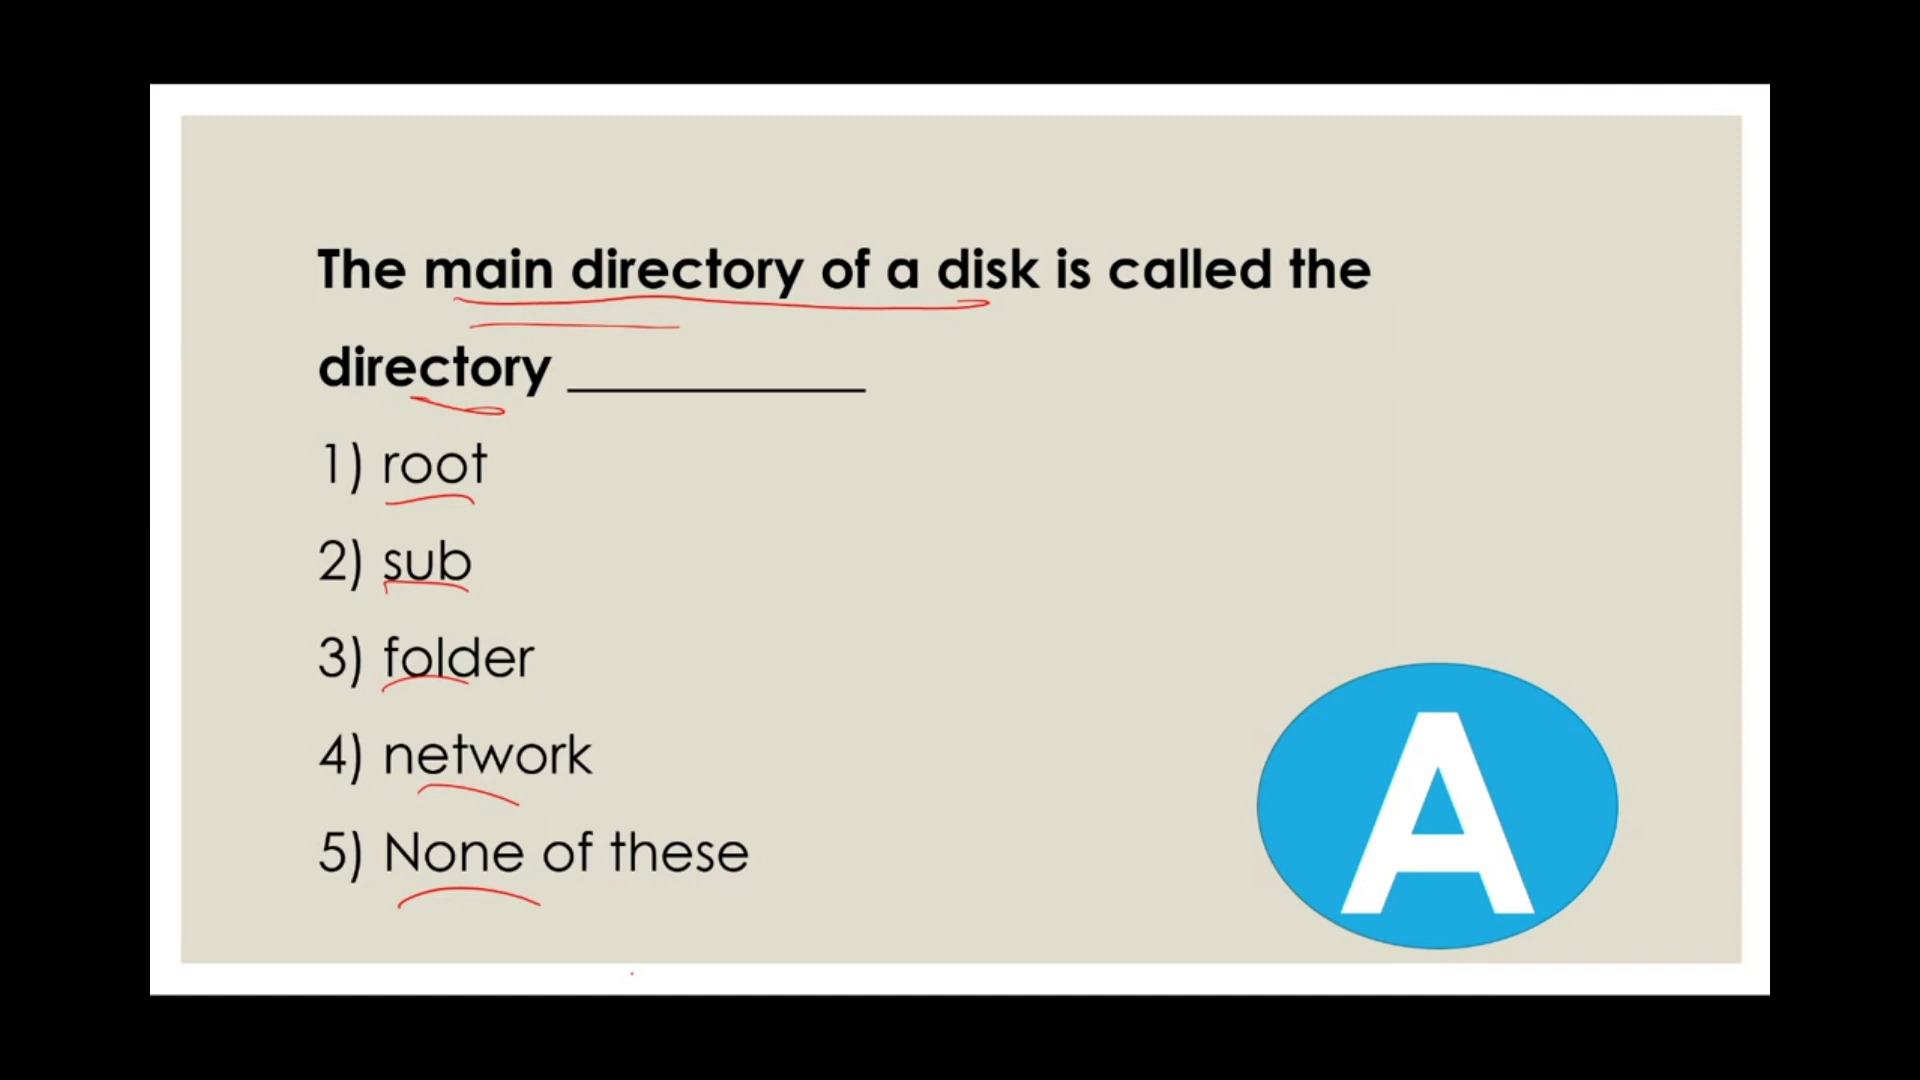 The main directory of a disk is called the
directory ___________
1) root
2) sub
3) folder
4) network
5) None of these
A